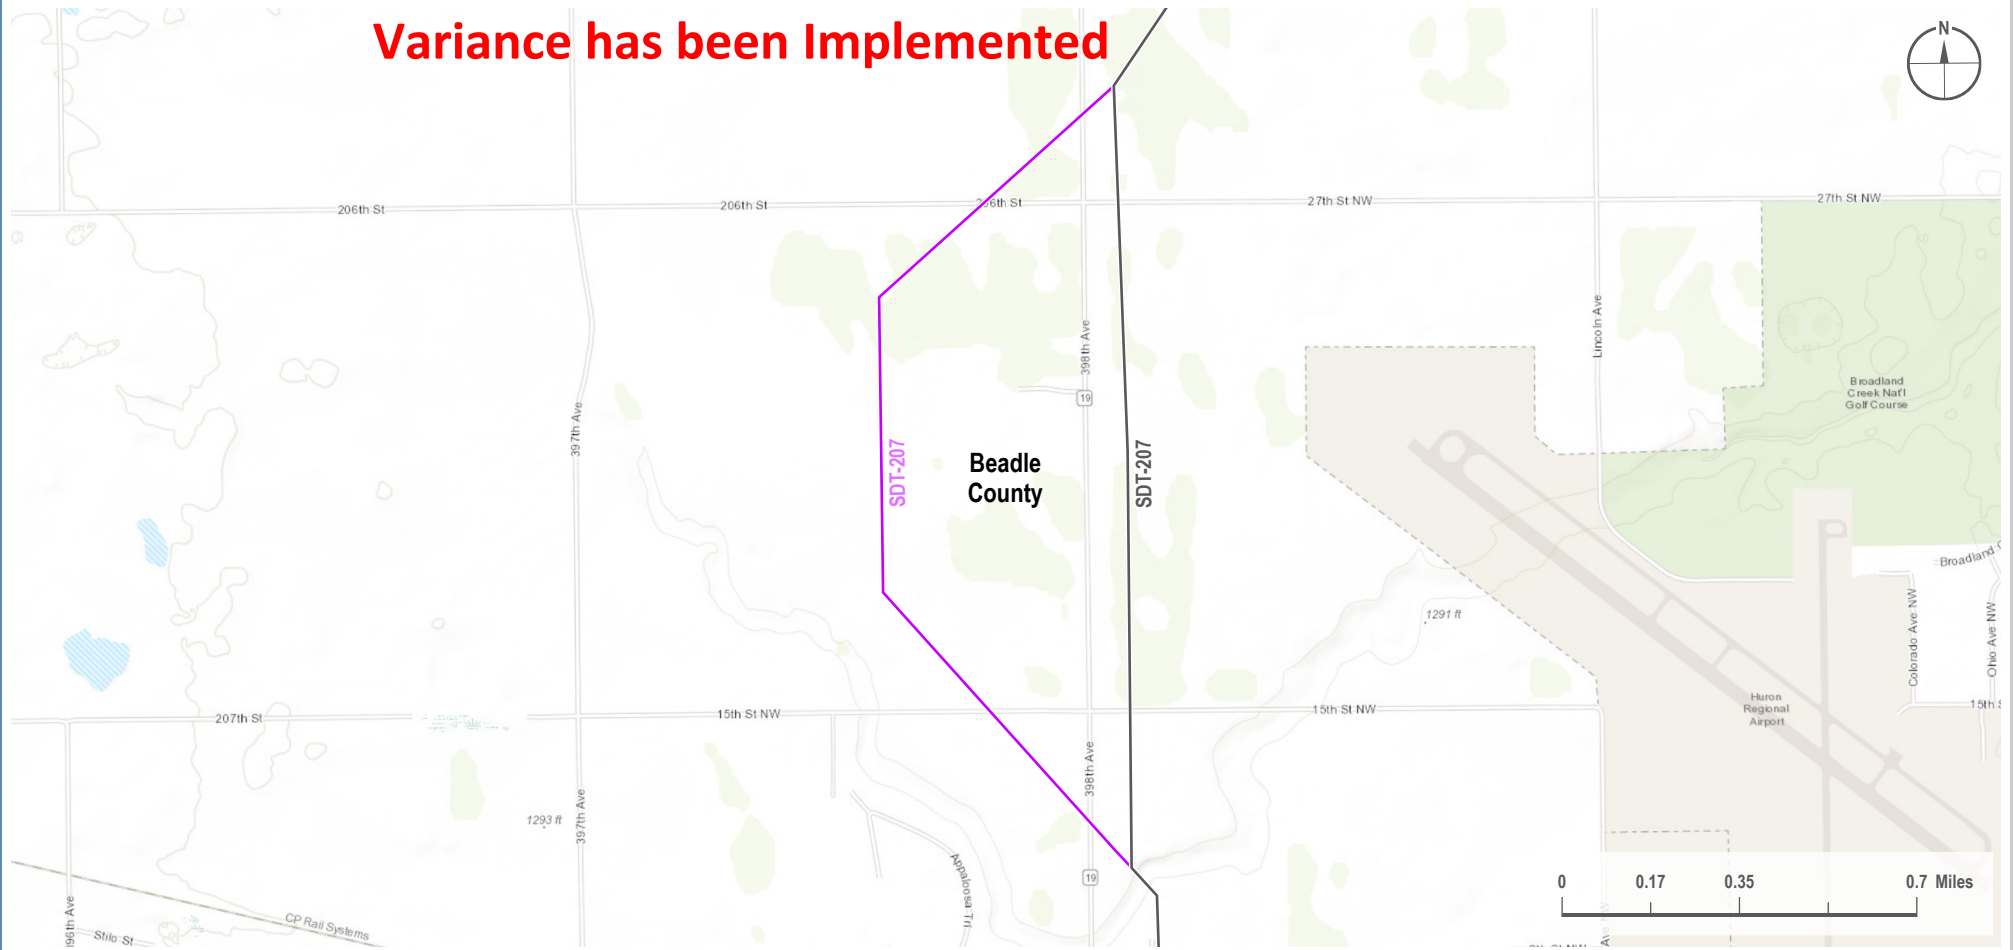 Variance has been Implemented
N
206th St
206th St
206th St
27th St NW
27th St NW
Lincoln Ave
398th Ave
19
397th Ave
Broadland
Creek Nat'l
Golf Course
SDT-207
Beadle
County
SDT-207
Broadland
1291 ft
Colorado Ave NW
Ohio Ave NW
Huron
Regional
Airport
207th St
15th St NW
15th St NW
15th
398th Ave
397th Ave
1293 ft
Appaloosa Trl
19
96th Ave
Stilo St
CP Rail Systems
0 0.17 0.35 0.7 Miles